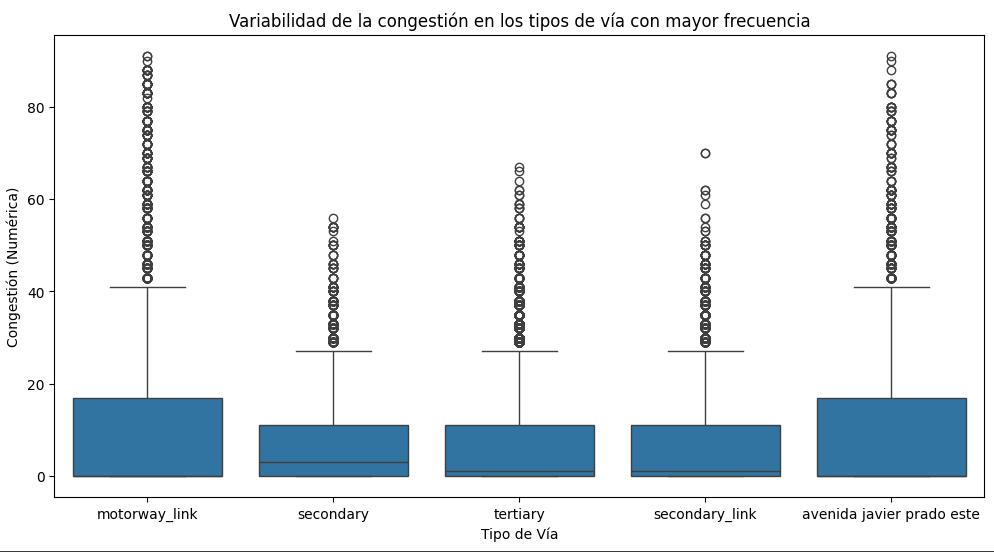 Variabilidad de la congestión en los tipos de vía con mayor frecuencia
Congestión (Numérica)
80
60
40
20
0
motorway_link secondary tertiary secondary_link avenida javier prado este
Tipo de Vía